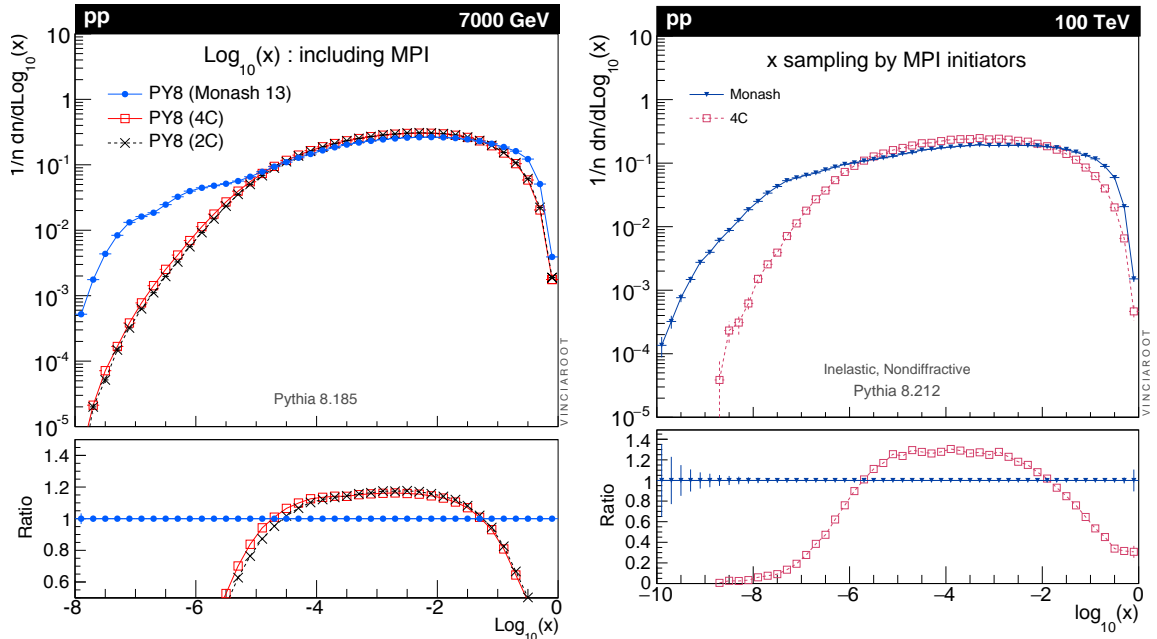 pp 7000 GeV
1/n dn/dLog10(x)
10
1
10^−1
10^−2
10^−3
10^−4
10^−5
Log10(x) : including MPI
PY8 (Monash 13)
PY8 (4C)
PY8 (2C)
Pythia 8.185
VINCIAROOT
Ratio
1.4
1.2
1
0.8
0.6
-8 -6 -4 -2 0
Log10(x)
pp 100 TeV
1/n dn/dLog10(x)
10
1
10^−1
10^−2
10^−3
10^−4
10^−5
x sampling by MPI initiators
Monash
4C
Inelastic, Nondiffractive
Pythia 8.212
VINCIAROOT
Ratio
1.4
1.2
1
0.8
0.6
0.4
0.2
0
−10 −8 −6 −4 −2 0
log10(x)